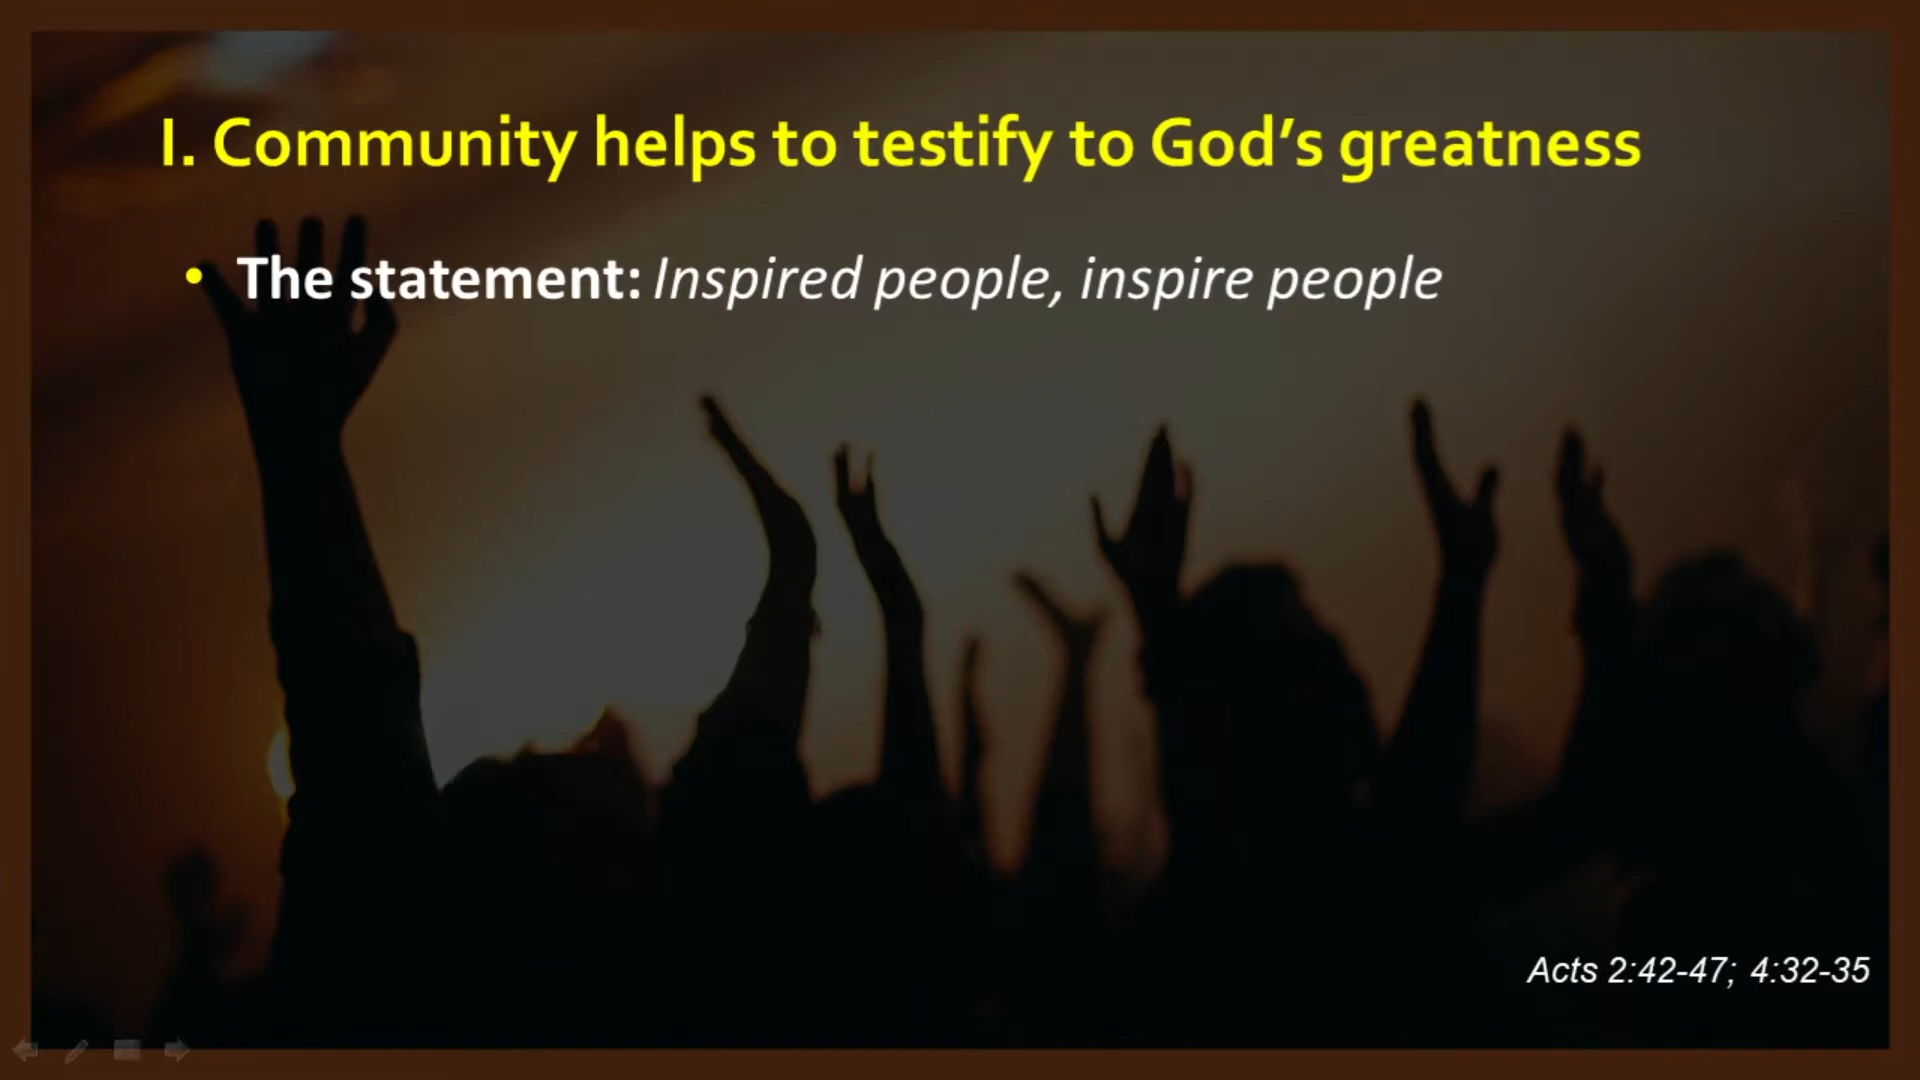 I. Community helps to testify to God’s greatness
• The statement: Inspired people, inspire people
Acts 2:42-47; 4:32-35